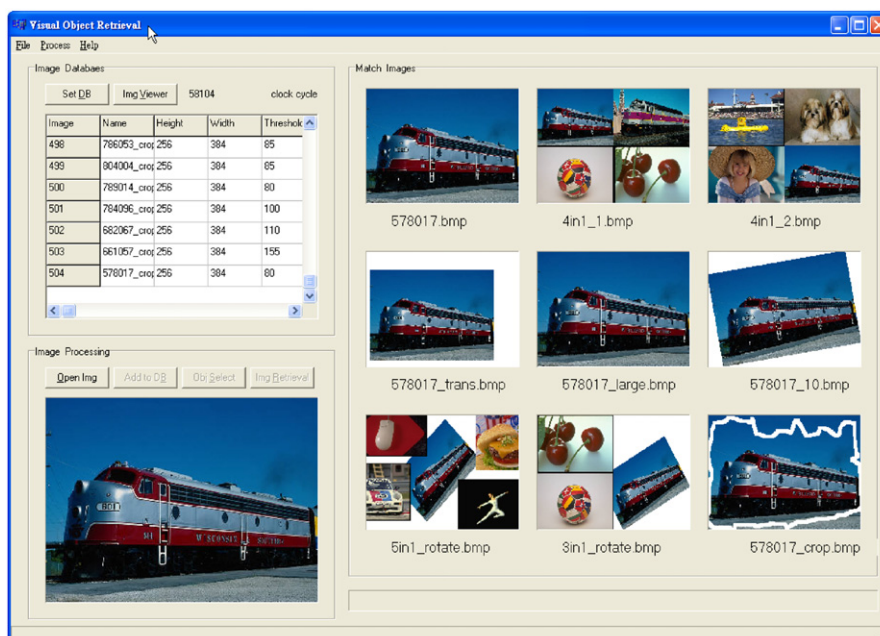 Visual Object Retrieval
File Process Help
Image Databaes
Set DB Img Viewer 58104 clock cycle
Image Name Height Width Threshok
498 786053_crop 256 384 85
499 804004_crop 256 384 85
500 789014_crop 256 384 80
501 784096_crop 256 384 100
502 682067_crop 256 384 110
503 661057_crop 256 384 155
504 578017_crop 256 384 80
Image Processing
Open Img Add to DB Obj Select Img Retrieval
801
WISCONSIN
Match Images
578017.bmp 4in1_1.bmp 4in1_2.bmp
578017_trans.bmp 578017_large.bmp 578017_10.bmp
5in1_rotate.bmp 3in1_rotate.bmp 578017_crop.bmp